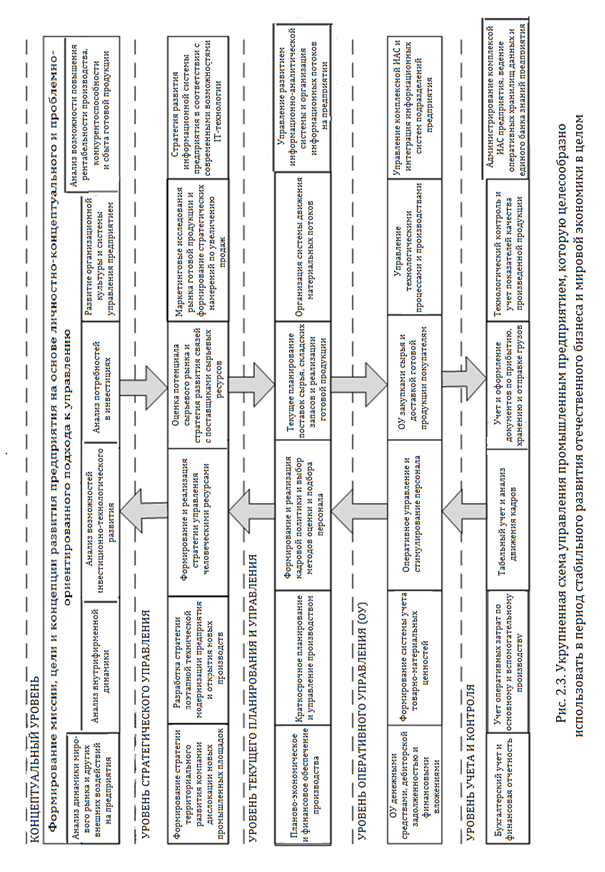 КОНЦЕПТУАЛЬНЫЙ УРОВЕНЬ
Формирование миссии, цели и концепции развития предприятия на основе личностно-концептуального и проблемно-
ориентированного подхода к управлению
Анализ динамики миро-
вого рынка и других
внешних воздействий
на предприятия
Анализ внутрифирменной
динамики
Анализ возможностей
инвестиционно-технологического
развития
Анализ потребностей
в инвестициях
Развитие организационной
культуры и системы
управления предприятием
Анализ возможности повышения
рентабельности производства,
конкурентоспособности
и сбыта готовой продукции
УРОВЕНЬ СТРАТЕГИЧЕСКОГО УПРАВЛЕНИЯ
Формирование стратегии
территориального
развития компании
дислокации новых
промышленных площадок
Разработка стратегии
поэтапной технической
модернизации предприятия
и открытия новых
производств
Формирование и реализация
стратегии управления
человеческими ресурсами
Оценка потенциала
сырьевого рынка и
стратегия развития связей
с поставщиками сырьевых
ресурсов
Маркетинговые исследования
рынка готовой продукции и
формирование стратегических
намерений по увеличению
продаж
Стратегия развития
информационной системы
предприятия в соответствии с
современными возможностями
IT-технологии
УРОВЕНЬ ТЕКУЩЕГО ПЛАНИРОВАНИЯ И УПРАВЛЕНИЯ
Планово-экономическое
и финансовое обеспечение
производства
Краткосрочное планирование
и управление производством
Формирование и реализация
кадровой политики и выбор
методов оценки и подбора
персонала
Текущее планирование
поставок сырья, складских
запасов и реализации
готовой продукции
Организация системы движения
материальных потоков
Управление развитием
информационно-аналитической
системы и организация
информационных потоков
на предприятии
УРОВЕНЬ ОПЕРАТИВНОГО УПРАВЛЕНИЯ (ОУ)
ОУ денежными
средствами, дебиторской
задолженностью и
финансовыми
вложениями
Формирование системы учета
товарно-материальных
ценностей
Оперативное управление и
стимулирование персонала
ОУ закупками сырья и
доставкой готовой
продукции покупателям
Управление
технологическими
процессами и производствами
Управление комплексной ИАС и
интеграция информационных
систем подразделений
предприятия
УРОВЕНЬ УЧЕТА И КОНТРОЛЯ
Бухгалтерский учет и
финансовая отчетность
Учет оперативных затрат по
основному и вспомогательному
производству
Табельный учет и анализ
движения кадров
Учет и оформление
документов по прибытию,
хранению и отправке грузов
Технологический контроль и
учет показателей качества
произведенной продукции
Администрирование комплексой
ИАС предприятия, ведение
оперативных хранилищ данных и
единого банка знаний предприятия
Рис. 2.3. Укрупненная схема управления промышленным предприятием, которую целесообразно
использовать в период стабильного развития отечественного бизнеса и мировой экономики в целом